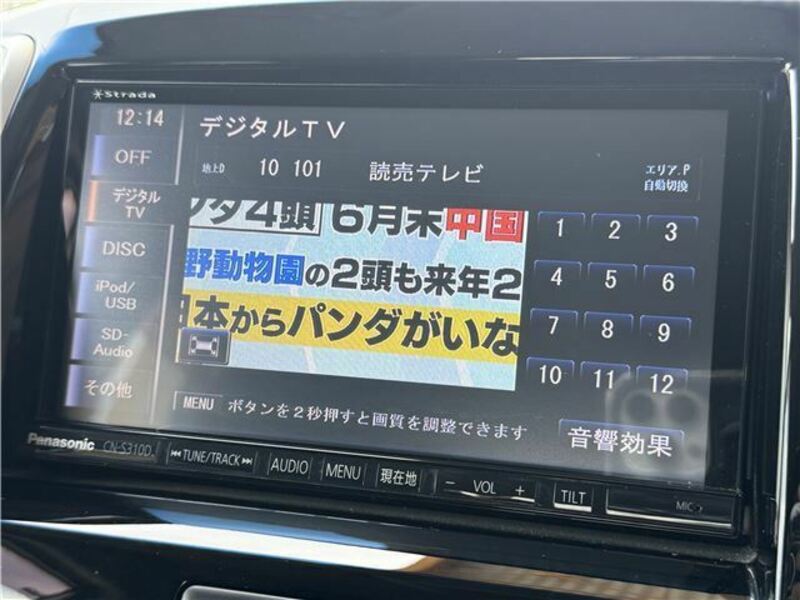 Strada
12:14
デジタルTV
OFF
地上D 10 101 読売テレビ
エリア.P
自動切換
デジタル
TV
DISC
iPod/
USB
SD-
Audio
その他
ンダ4頭 6月末中国
野動物園の2頭も来年2
日本からパンダがいな
1 2 3
4 5 6
7 8 9
10 11 12
MENU ボタンを2秒押すと画質を調整できます
音響効果
Panasonic CN-S310D
TUNE/TRACK AUDIO MENU 現在地 - VOL + TILT MIC